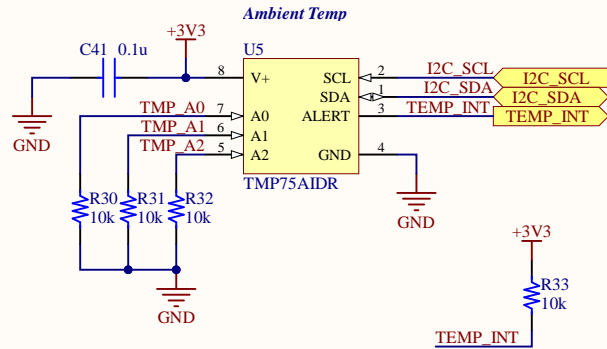 Ambient Temp
+3V3
C41 0.1u
U5
8 V+
SCL 2 I2C_SCL I2C_SCL
SDA 1 I2C_SDA I2C_SDA
TMP_A0 7 A0
ALERT 3 TEMP_INT TEMP_INT
TMP_A1 6 A1
TMP_A2 5 A2
GND 4
GND
TMP75AIDR
R30 R31 R32
10k 10k 10k
GND
GND
+3V3
R33
10k
TEMP_INT